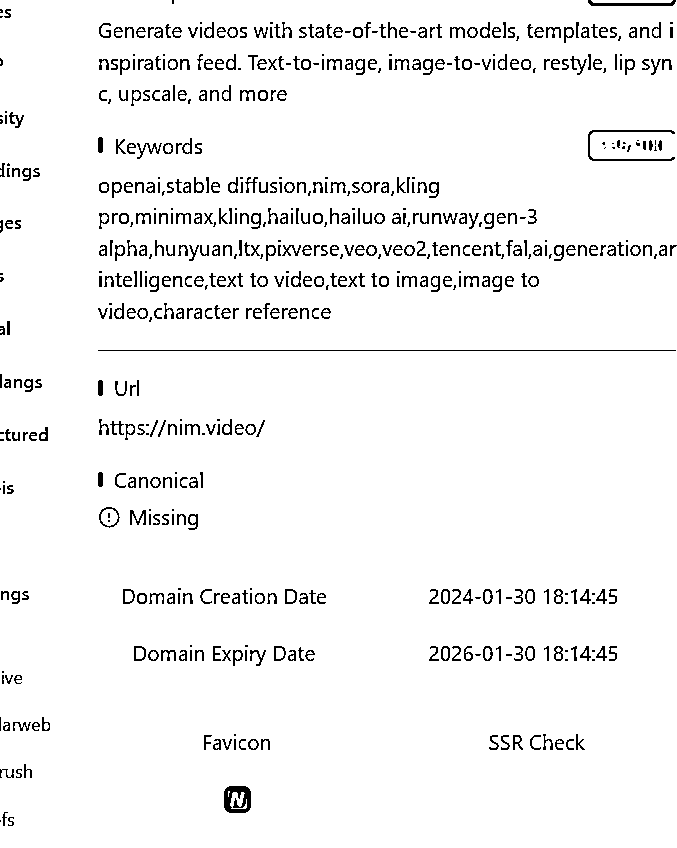 es
Generate videos with state-of-the-art models, templates, and i
nspiration feed. Text-to-image, image-to-video, restyle, lip syn
c, upscale, and more
sity
Keywords
dings
openai,stable diffusion,nim,sora,kling
ges
pro,minimax,kling,hailuo,hailuo ai,runway,gen-3
alpha,hunyuan,ltx,pixverse,veo,veo2,tencent,fal,ai,generation,ar
s
intelligence,text to video,text to image,image to
video,character reference
al
langs
Url
https://nim.video/
ctured
Canonical
is
Missing
ngs
Domain Creation Date 2024-01-30 18:14:45
Domain Expiry Date 2026-01-30 18:14:45
ive
larweb
Favicon SSR Check
rush
N
fs